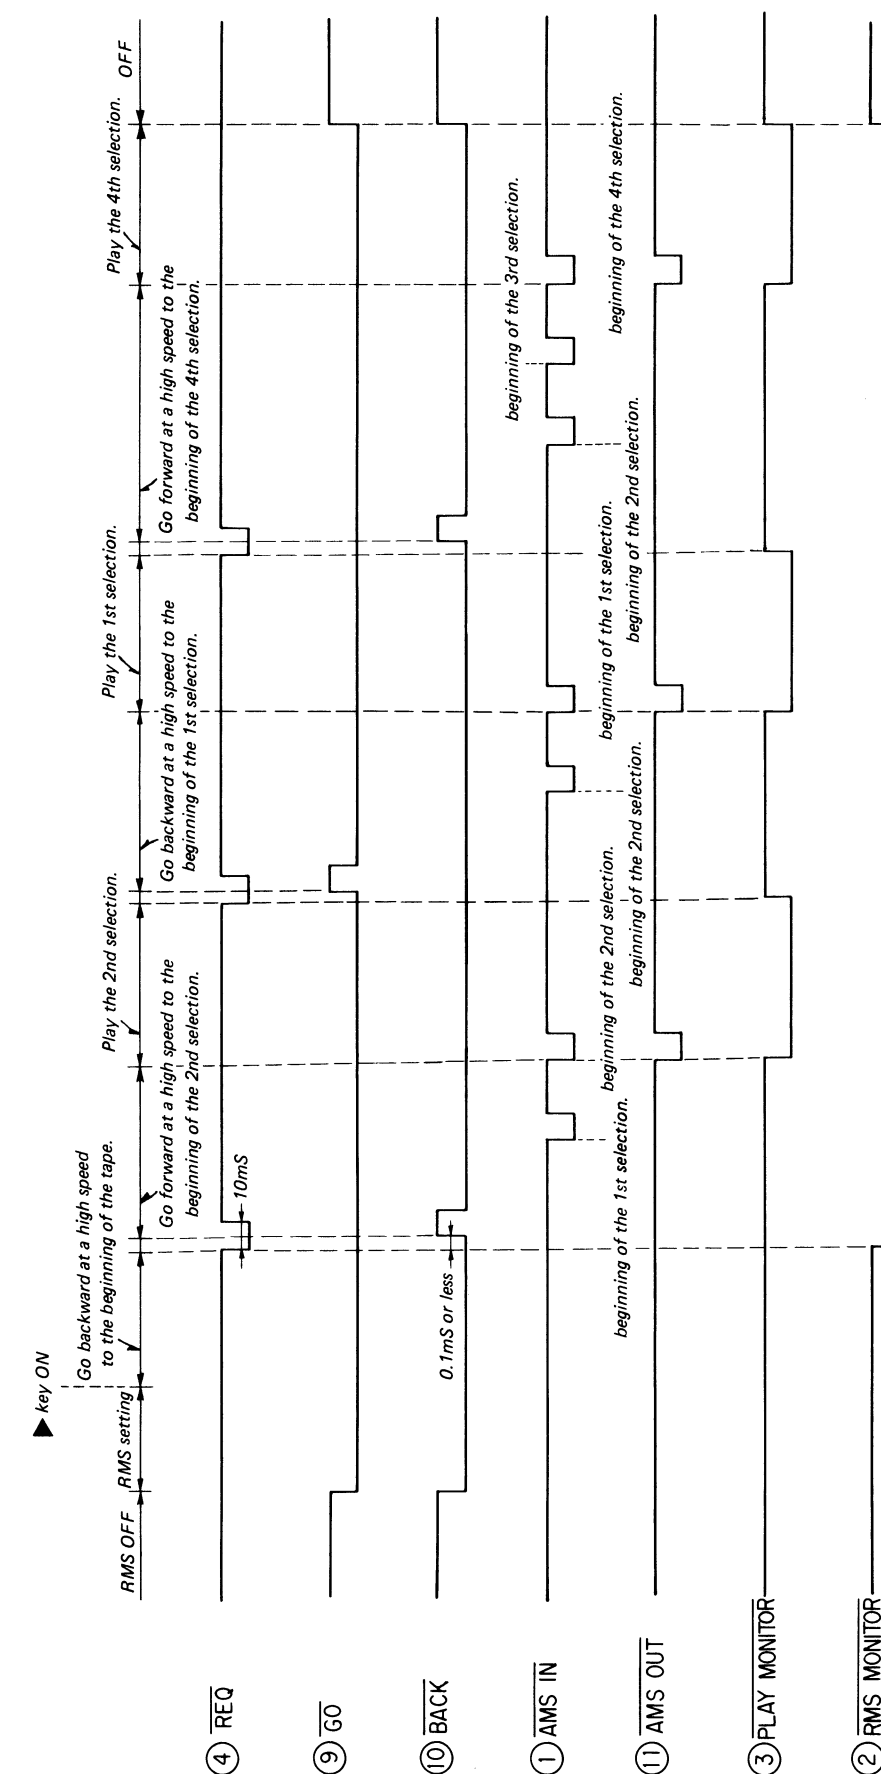 ▶ key ON
RMS OFF
RMS setting
Go backward at a high speed
to the beginning of the tape.
Go forward at a high speed to the
beginning of the 2nd selection.
Play the 2nd selection.
Go backward at a high speed to the
beginning of the 1st selection.
Play the 1st selection.
Go forward at a high speed to the
beginning of the 4th selection.
Play the 4th selection.
OFF
④ REQ
10mS
⑨ GO
⑩ BACK
0.1mS or less
① AMS IN
beginning of the 3rd selection.
beginning of the 1st selection.
beginning of the 2nd selection.
beginning of the 2nd selection.
beginning of the 1st selection.
beginning of the 2nd selection.
beginning of the 4th selection.
⑪ AMS OUT
③ PLAY MONITOR
② RMS MONITOR